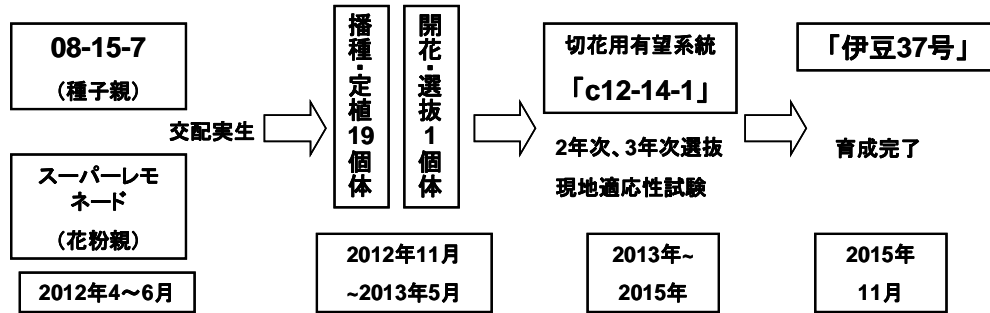 08-15-7
（種子親）
スーパーレモ
ネード
（花粉親）
2012年4～6月
交配実生
播種・定植19個体
開花・選抜1個体
2012年11月
~2013年5月
切花用有望系統
「c12-14-1」
2年次、3年次選抜
現地適応性試験
2013年~
2015年
「伊豆37号」
育成完了
2015年
11月